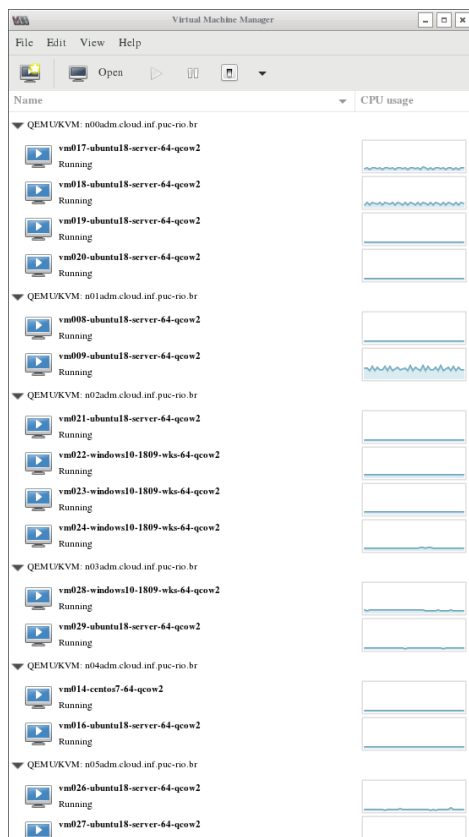 Virtual Machine Manager
File Edit View Help
Open
Name CPU usage
QEMU/KVM: n00adm.cloud.inf.puc-rio.br
vm017-ubuntu18-server-64-qcow2
Running
vm018-ubuntu18-server-64-qcow2
Running
vm019-ubuntu18-server-64-qcow2
Running
vm020-ubuntu18-server-64-qcow2
Running
QEMU/KVM: n01adm.cloud.inf.puc-rio.br
vm008-ubuntu18-server-64-qcow2
Running
vm009-ubuntu18-server-64-qcow2
Running
QEMU/KVM: n02adm.cloud.inf.puc-rio.br
vm021-ubuntu18-server-64-qcow2
Running
vm022-windows10-1809-wks-64-qcow2
Running
vm023-windows10-1809-wks-64-qcow2
Running
vm024-windows10-1809-wks-64-qcow2
Running
QEMU/KVM: n03adm.cloud.inf.puc-rio.br
vm028-windows10-1809-wks-64-qcow2
Running
vm029-ubuntu18-server-64-qcow2
Running
QEMU/KVM: n04adm.cloud.inf.puc-rio.br
vm014-centos7-64-qcow2
Running
vm016-ubuntu18-server-64-qcow2
Running
QEMU/KVM: n05adm.cloud.inf.puc-rio.br
vm026-ubuntu18-server-64-qcow2
Running
vm027-ubuntu18-server-64-qcow2
Running